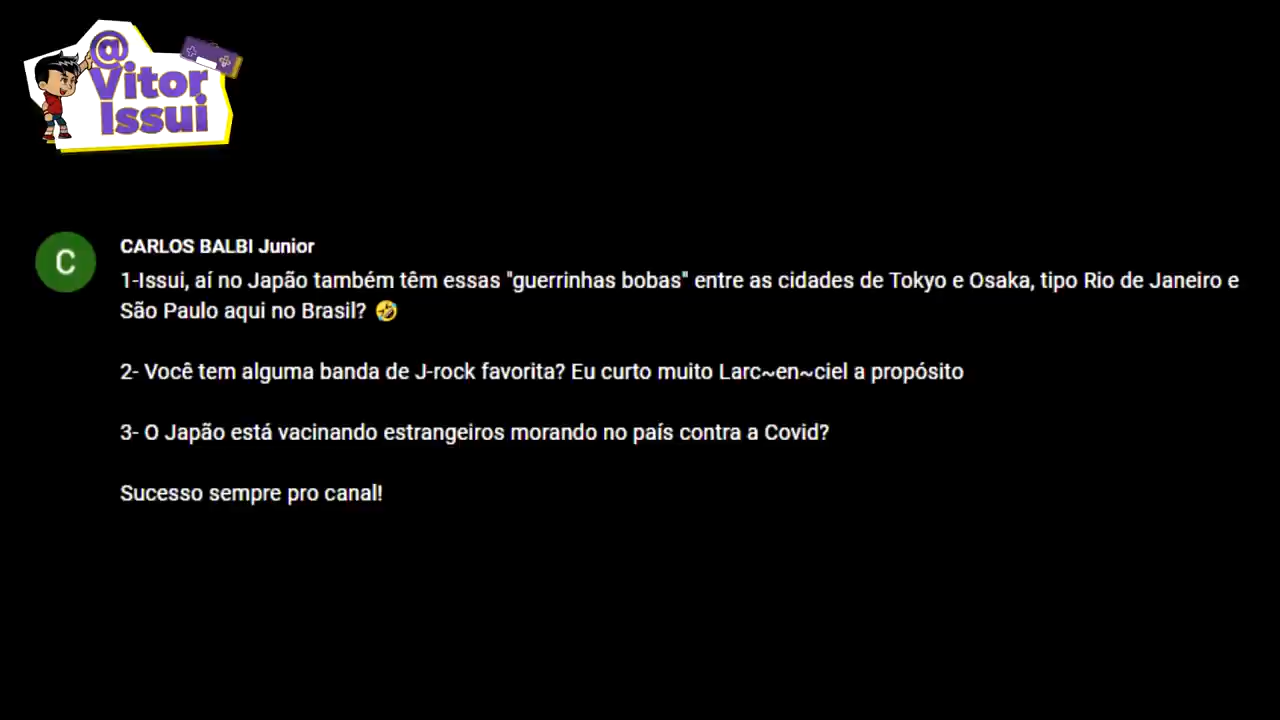 @
Vitor
Issui
C
CARLOS BALBI Junior
1-Issui, aí no Japão também têm essas "guerrinhas bobas" entre as cidades de Tokyo e Osaka, tipo Rio de Janeiro e
São Paulo aqui no Brasil? 🤣
2- Você tem alguma banda de J-rock favorita? Eu curto muito Larc~en~ciel a propósito
3- O Japão está vacinando estrangeiros morando no país contra a Covid?
Sucesso sempre pro canal!